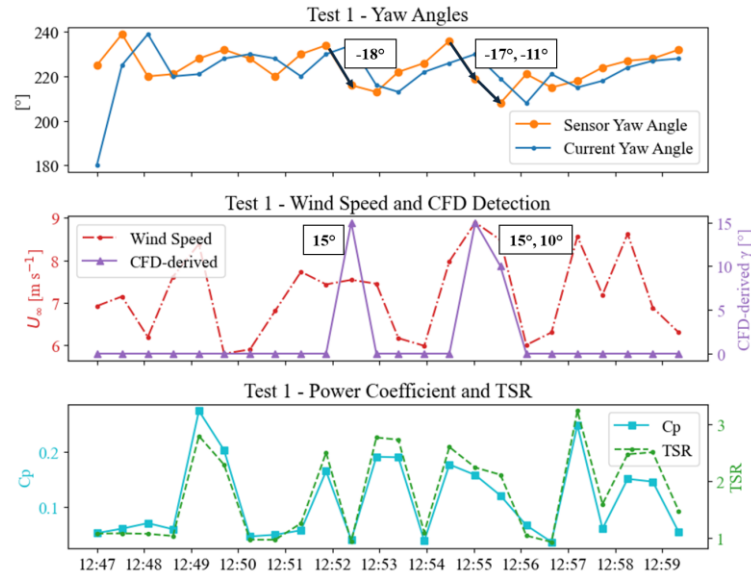 Test 1 - Yaw Angles
240
220
200
180
[°]
-18°
-17°, -11°
Sensor Yaw Angle
Current Yaw Angle
Test 1 - Wind Speed and CFD Detection
9
8
7
6
U∞ [m s⁻¹]
Wind Speed
CFD-derived
15°
15°, 10°
15
10
5
0
CFD-derived γ [°]
Test 1 - Power Coefficient and TSR
0.2
0.1
Cp
Cp
TSR
3
2
1
TSR
12:47 12:48 12:49 12:50 12:51 12:52 12:53 12:54 12:55 12:56 12:57 12:58 12:59